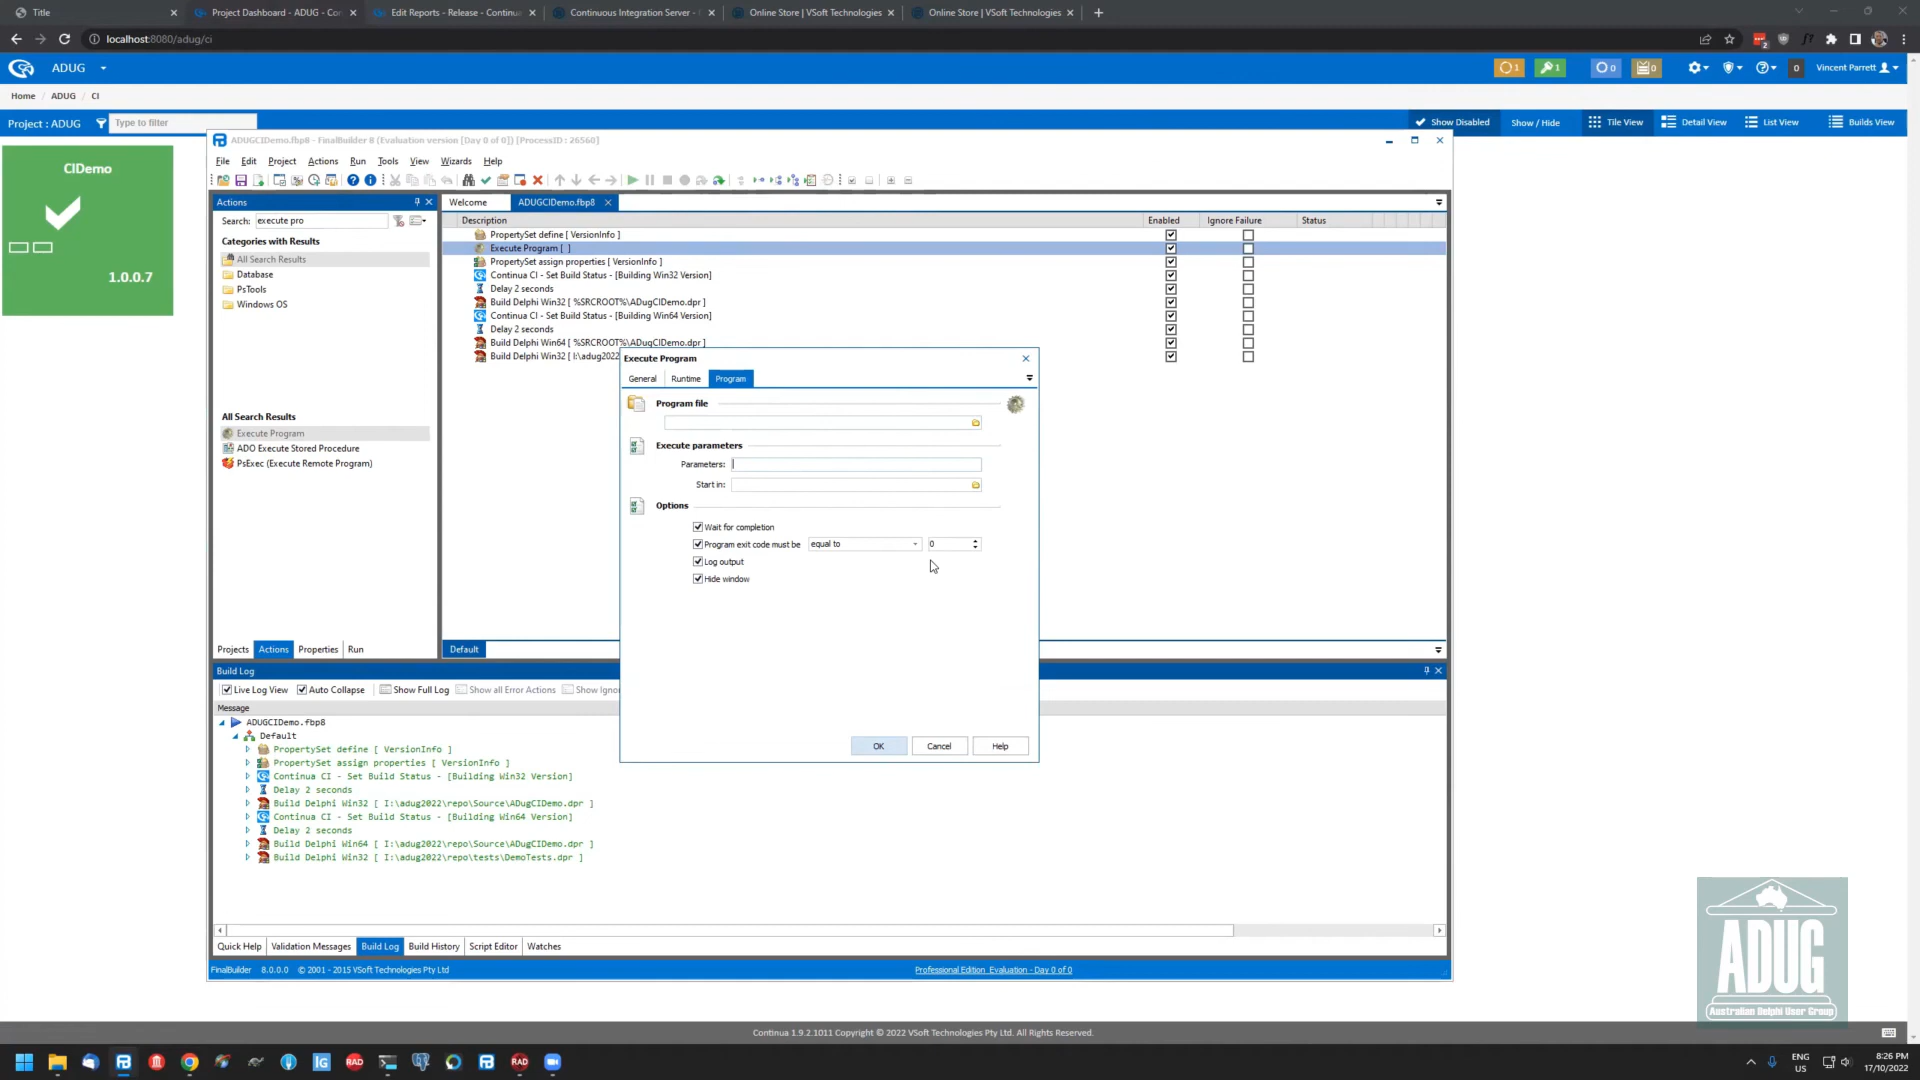 Title
Project Dashboard - ADUG - Co
Edit Reports - Release - Continu
Continuous Integration Server -
Online Store | VSoft Technologies
Online Store | VSoft Technologies
localhost:8080/adug/ci
ADUG
1
1
0
0
0
Vincent Parrett
Home
ADUG
CI
Project : ADUG
Type to filter
Show Disabled
Show / Hide
Tile View
Detail View
List View
Builds View
CIDemo
1.0.0.7
ADUGCIDemo.fbp8 - FinalBuilder 8 (Evaluation version [Day 0 of 0]) [ProcessID : 26560]
File Edit Project Actions Run Tools View Wizards Help
Actions
Search: execute pro
Categories with Results
All Search Results
Database
PsTools
Windows OS
All Search Results
Execute Program
ADO Execute Stored Procedure
PsExec (Execute Remote Program)
Projects Actions Properties Run
Welcome
ADUGCIDemo.fbp8
Description
Enabled
Ignore Failure
Status
PropertySet define [ VersionInfo ]
Execute Program [ ]
PropertySet assign properties [ VersionInfo ]
Continua CI - Set Build Status - [Building Win32 Version]
Delay 2 seconds
Build Delphi Win32 [ %SRCROOT%\ADugCIDemo.dpr ]
Continua CI - Set Build Status - [Building Win64 Version]
Delay 2 seconds
Build Delphi Win64 [ %SRCROOT%\ADugCIDemo.dpr ]
Build Delphi Win32 [ I:\adug2022
Default
Execute Program
General Runtime Program
Program file
Execute parameters
Parameters:
Start in:
Options
Wait for completion
Program exit code must be equal to 0
Log output
Hide window
OK Cancel Help
Build Log
Live Log View Auto Collapse Show Full Log Show all Error Actions Show Igno
Message
ADUGCIDemo.fbp8
Default
PropertySet define [ VersionInfo ]
PropertySet assign properties [ VersionInfo ]
Continua CI - Set Build Status - [Building Win32 Version]
Delay 2 seconds
Build Delphi Win32 [ I:\adug2022\repo\Source\ADugCIDemo.dpr ]
Continua CI - Set Build Status - [Building Win64 Version]
Delay 2 seconds
Build Delphi Win64 [ I:\adug2022\repo\Source\ADugCIDemo.dpr ]
Build Delphi Win32 [ I:\adug2022\repo\tests\DemoTests.dpr ]
Quick Help Validation Messages Build Log Build History Script Editor Watches
FinalBuilder 8.0.0.0 © 2001 - 2015 VSoft Technologies Pty Ltd
Professional Edition Evaluation - Day 0 of 0
ADUG
Australian Delphi User Group
Continua 1.9.2.1011 Copyright © 2022 VSoft Technologies Pty Ltd. All Rights Reserved.
IG
RAD
RAD
ENG
US
8:26 PM
17/10/2022